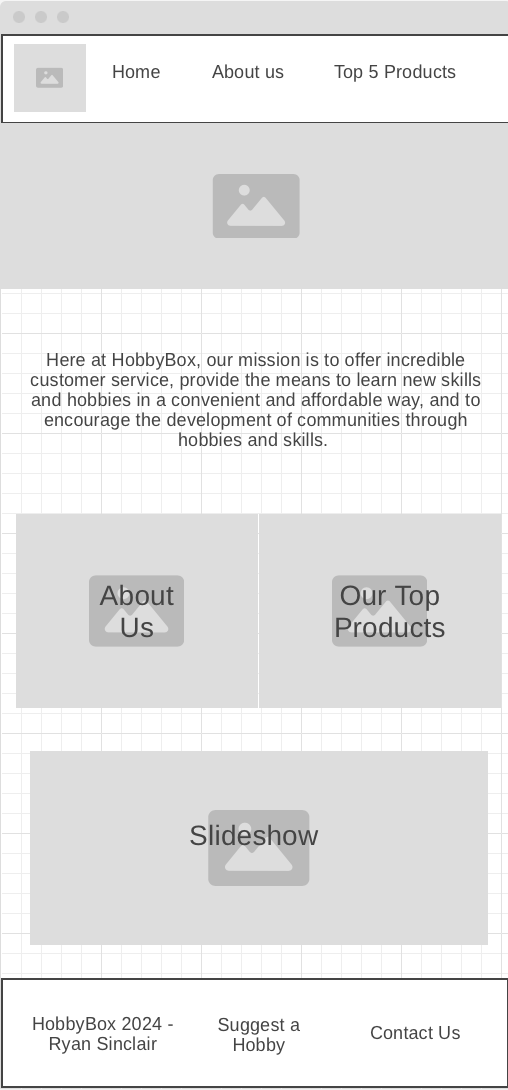 Home About us Top 5 Products
Here at HobbyBox, our mission is to offer incredible
customer service, provide the means to learn new skills
and hobbies in a convenient and affordable way, and to
encourage the development of communities through
hobbies and skills.
About
Us
Our Top
Products
Slideshow
HobbyBox 2024 -
Ryan Sinclair
Suggest a
Hobby
Contact Us